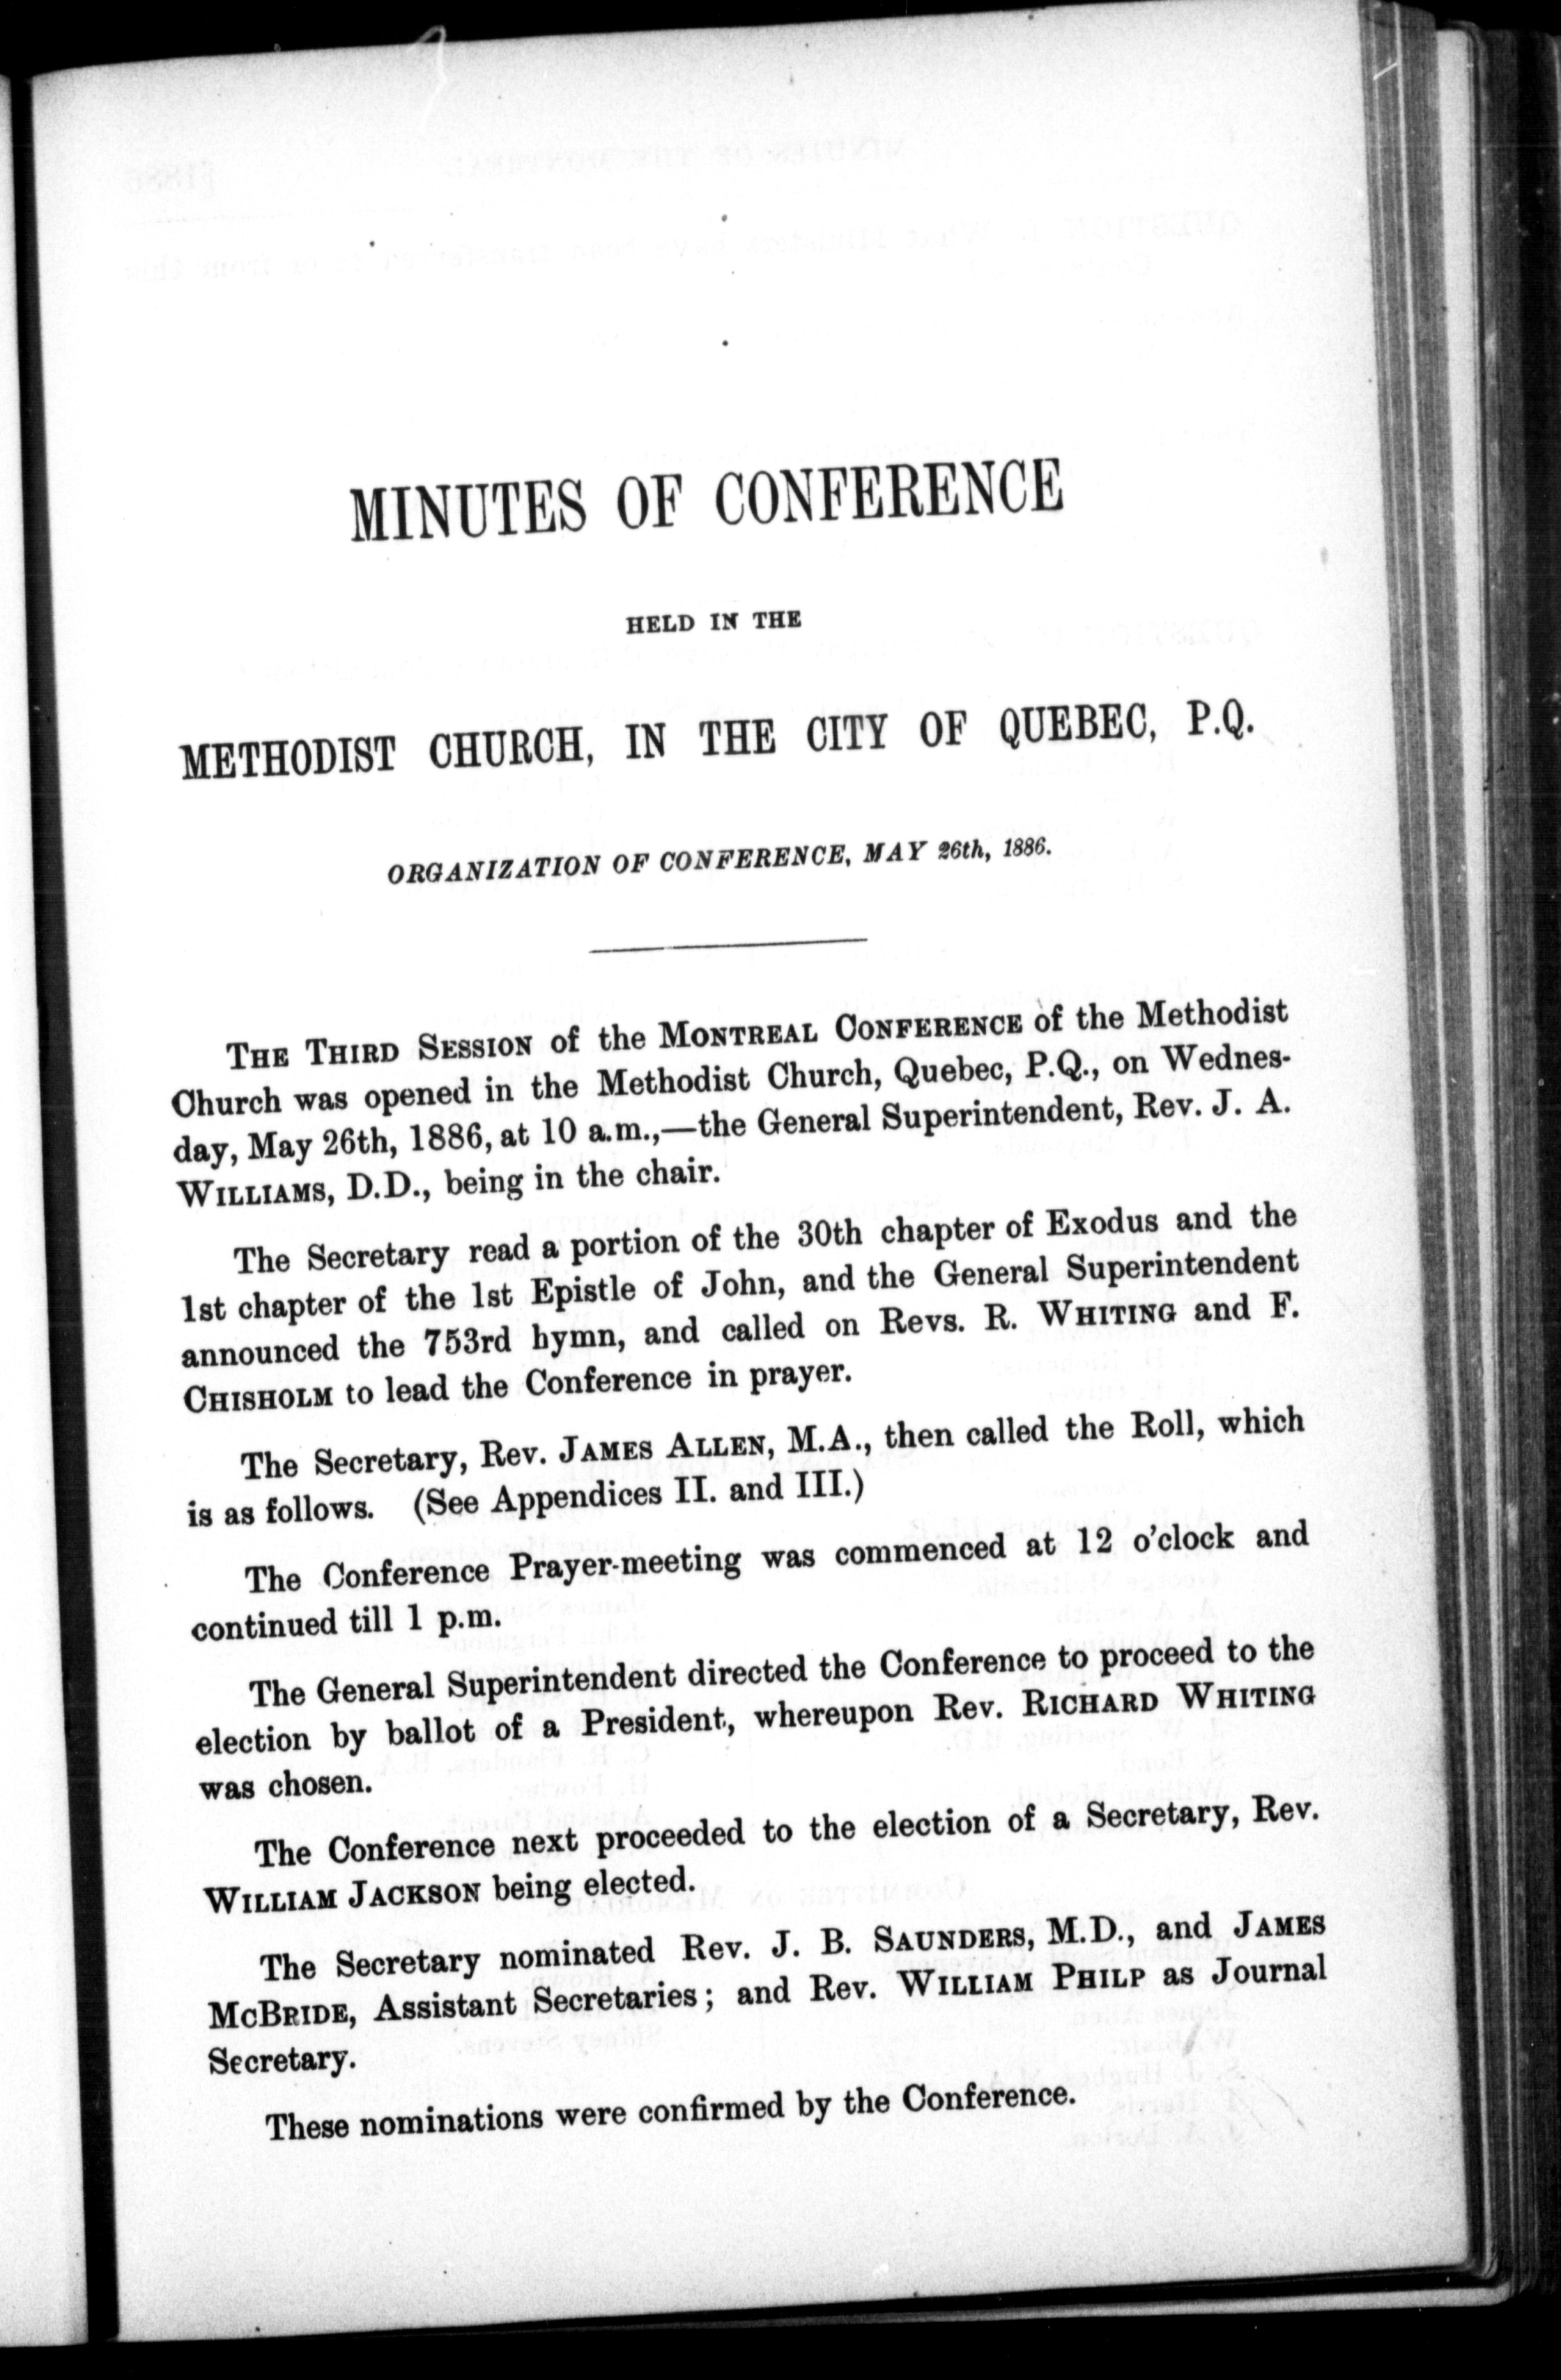 MINUTES OF CONFERENCE
HELD IN THE
METHODIST CHURCH, IN THE CITY OF QUEBEC, P.Q.
ORGANIZATION OF CONFERENCE, MAY 26th, 1886.
THE THIRD SESSION of the MONTREAL CONFERENCE of the Methodist
Church was opened in the Methodist Church, Quebec, P.Q., on Wednes-
day, May 26th, 1886, at 10 a.m.,—the General Superintendent, Rev. J. A.
WILLIAMS, D.D., being in the chair.
The Secretary read a portion of the 30th chapter of Exodus and the
1st chapter of the 1st Epistle of John, and the General Superintendent
announced the 753rd hymn, and called on Revs. R. WHITING and F.
CHISHOLM to lead the Conference in prayer.
The Secretary, Rev. JAMES ALLEN, M.A., then called the Roll, which
is as follows. (See Appendices II. and III.)
The Conference Prayer-meeting was commenced at 12 o'clock and
continued till 1 p.m.
The General Superintendent directed the Conference to proceed to the
election by ballot of a President, whereupon Rev. RICHARD WHITING
was chosen.
The Conference next proceeded to the election of a Secretary, Rev.
WILLIAM JACKSON being elected.
The Secretary nominated Rev. J. B. SAUNDERS, M.D., and JAMES
MCBRIDE, Assistant Secretaries; and Rev. WILLIAM PHILP as Journal
Secretary.
These nominations were confirmed by the Conference.